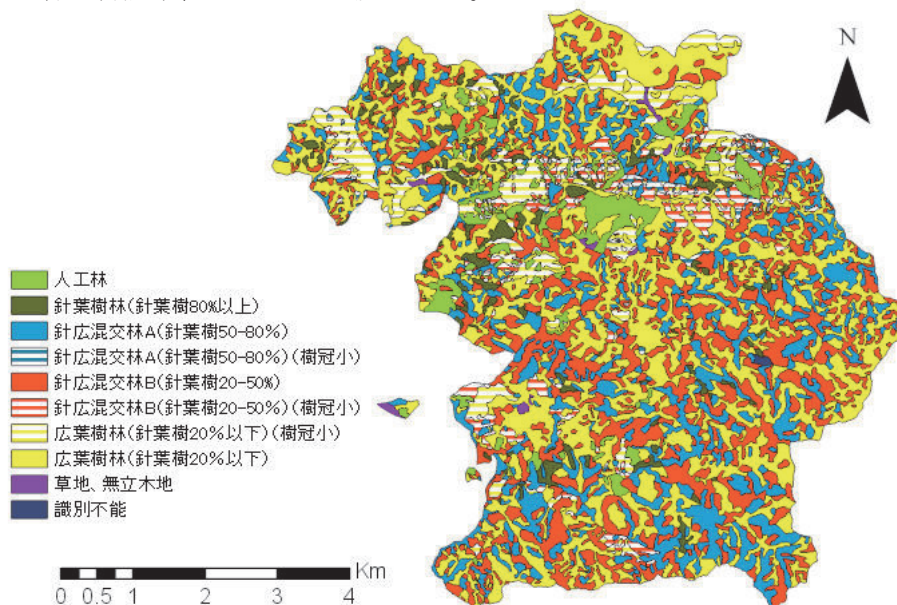 N
人工林
針葉樹林(針葉樹80%以上)
針広混交林A(針葉樹50-80%)
針広混交林A(針葉樹50-80%)(樹冠小)
針広混交林B(針葉樹20-50%)
針広混交林B(針葉樹20-50%)(樹冠小)
広葉樹林(針葉樹20%以下)(樹冠小)
広葉樹林(針葉樹20%以下)
草地、無立木地
識別不能
Km
0 0.5 1 2 3 4